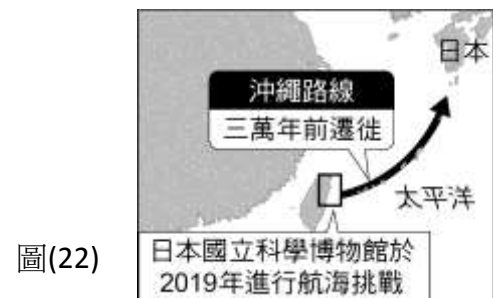 日本
沖繩路線
三萬年前遷徙
太平洋
圖(22)
日本國立科學博物館於
2019年進行航海挑戰